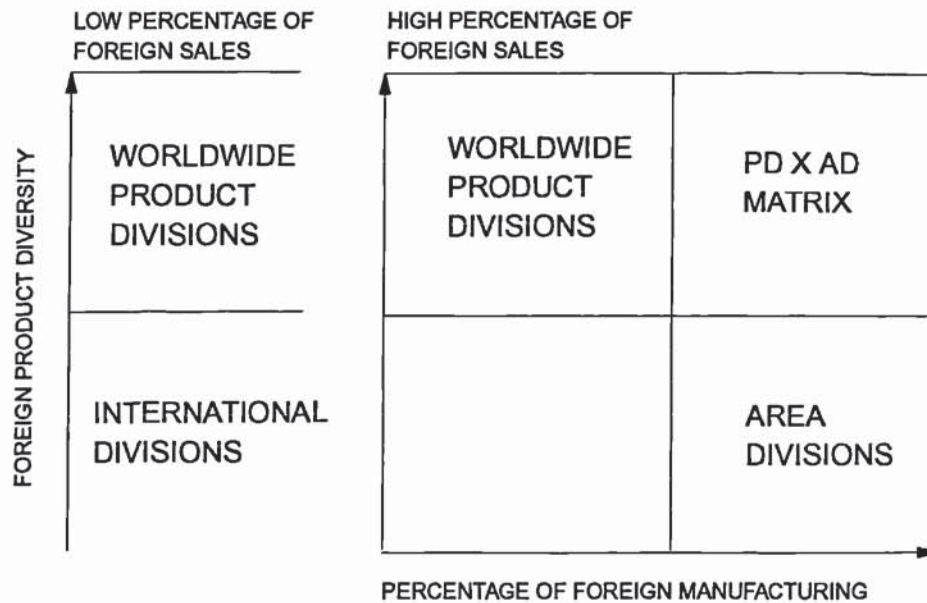 LOW PERCENTAGE OF
FOREIGN SALES
HIGH PERCENTAGE OF
FOREIGN SALES
FOREIGN PRODUCT DIVERSITY
WORLDWIDE
PRODUCT
DIVISIONS
WORLDWIDE
PRODUCT
DIVISIONS
PD X AD
MATRIX
INTERNATIONAL
DIVISIONS
AREA
DIVISIONS
PERCENTAGE OF FOREIGN MANUFACTURING